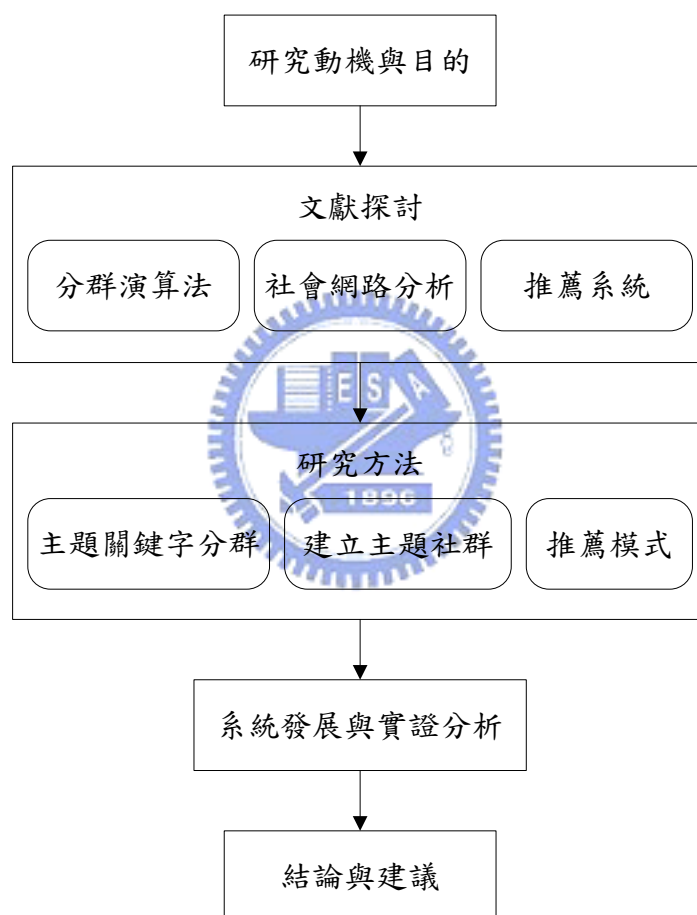 研究動機與目的
文獻探討
分群演算法 社會網路分析 推薦系統
E S A
研究方法
1896
主題關鍵字分群 建立主題社群 推薦模式
系統發展與實證分析
結論與建議